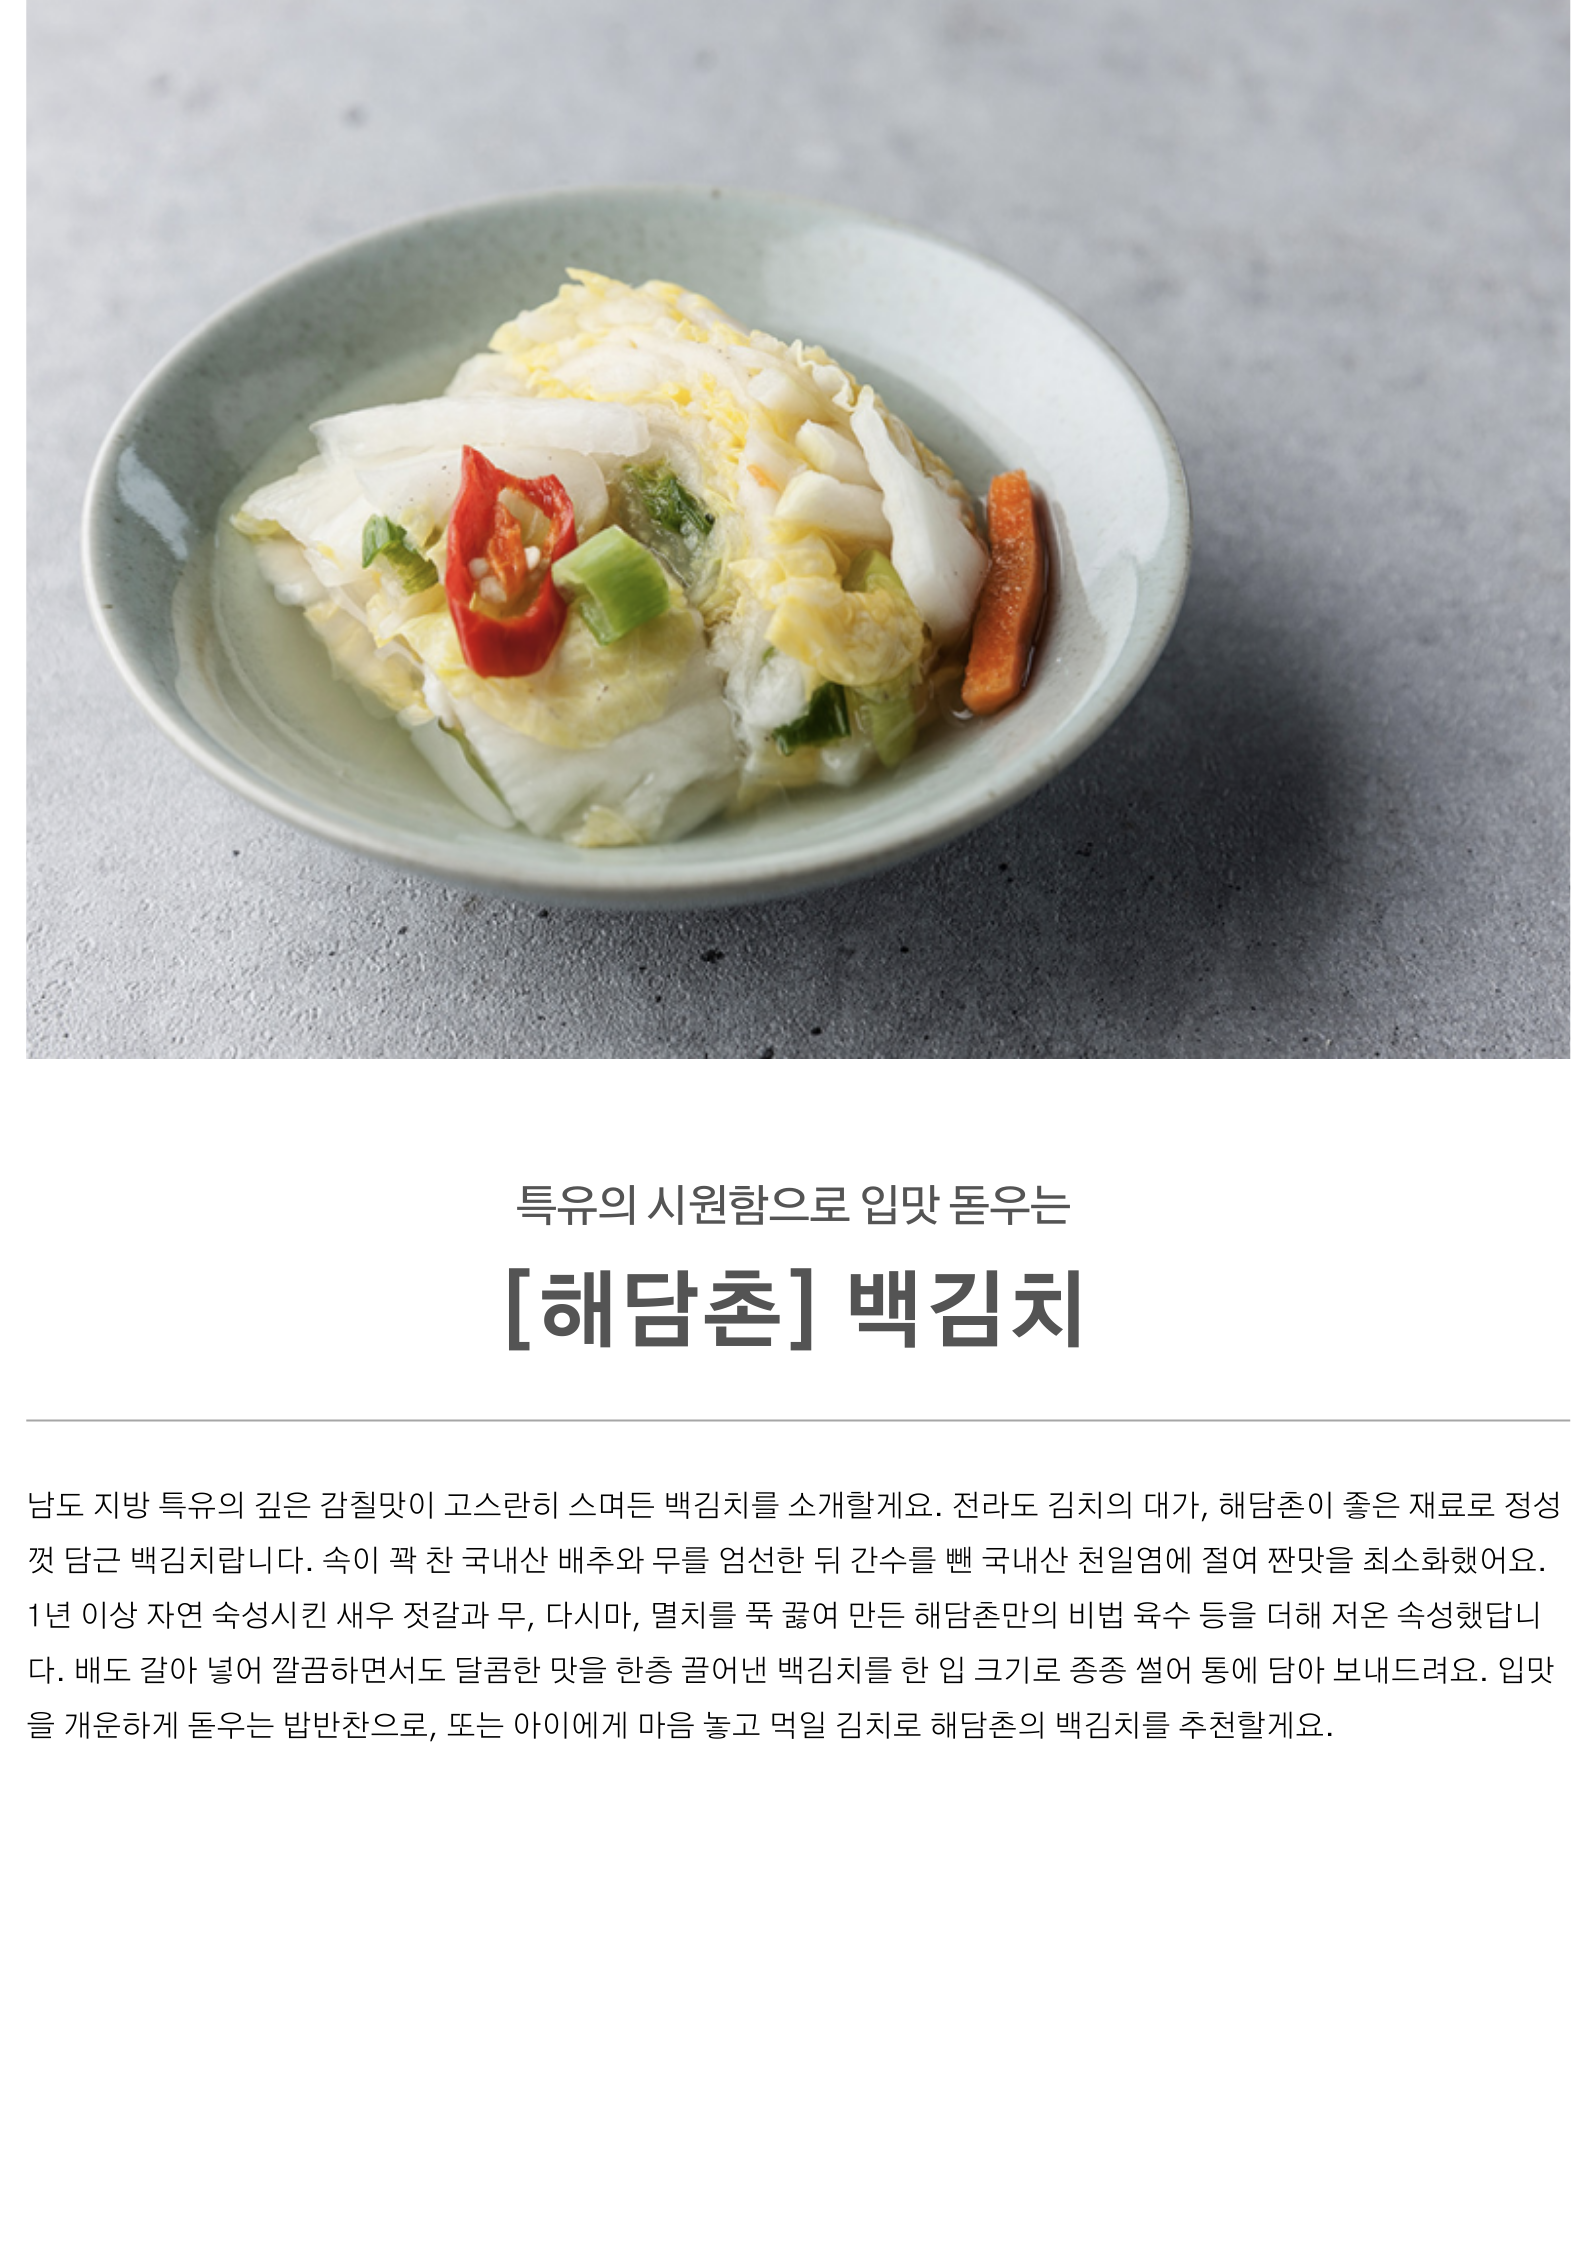 특유의 시원함으로 입맛 돋우는
[해담촌] 백김치
남도 지방 특유의 깊은 감칠맛이 고스란히 스며든 백김치를 소개할게요. 전라도 김치의 대가, 해담촌이 좋은 재료로 정성
껏 담근 백김치랍니다. 속이 꽉 찬 국내산 배추와 무를 엄선한 뒤 간수를 뺀 국내산 천일염에 절여 짠맛을 최소화했어요.
1년 이상 자연 숙성시킨 새우 젓갈과 무, 다시마, 멸치를 푹 끓여 만든 해담촌만의 비법 육수 등을 더해 저온 숙성했답니
다. 배도 갈아 넣어 깔끔하면서도 달콤한 맛을 한층 끌어낸 백김치를 한 입 크기로 종종 썰어 통에 담아 보내드려요. 입맛
을 개운하게 돋우는 밥반찬으로, 또는 아이에게 마음 놓고 먹일 김치로 해담촌의 백김치를 추천할게요.